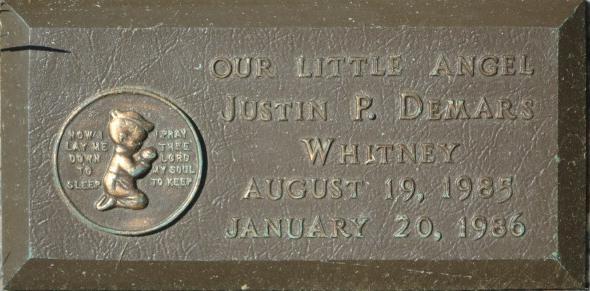 OUR LITTLE ANGEL
JUSTIN P. DEMARS
WHITNEY
AUGUST 19, 1985
JANUARY 20, 1986
NOW I
LAY ME
DOWN
TO
SLEEP
I PRAY
THEE
LORD
MY SOUL
TO KEEP